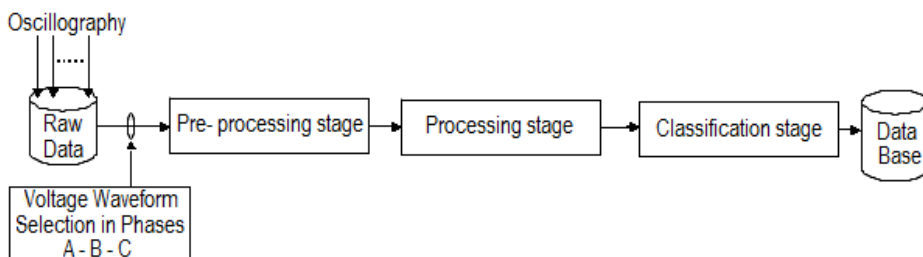 Oscillography
Raw
Data
Pre- processing stage
Processing stage
Classification stage
Data
Base
Voltage Waveform
Selection in Phases
A - B - C